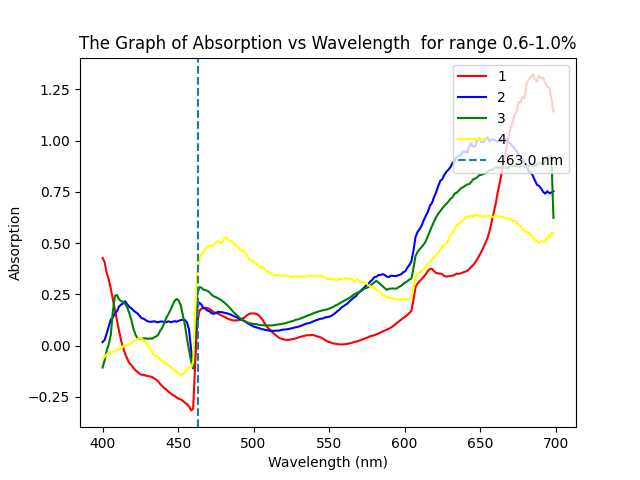 The Graph of Absorption vs Wavelength  for range 0.6-1.0%
1
2
3
4
463.0 nm
1.25
1.00
0.75
0.50
0.25
0.00
−0.25
Absorption
400 450 500 550 600 650 700
Wavelength (nm)